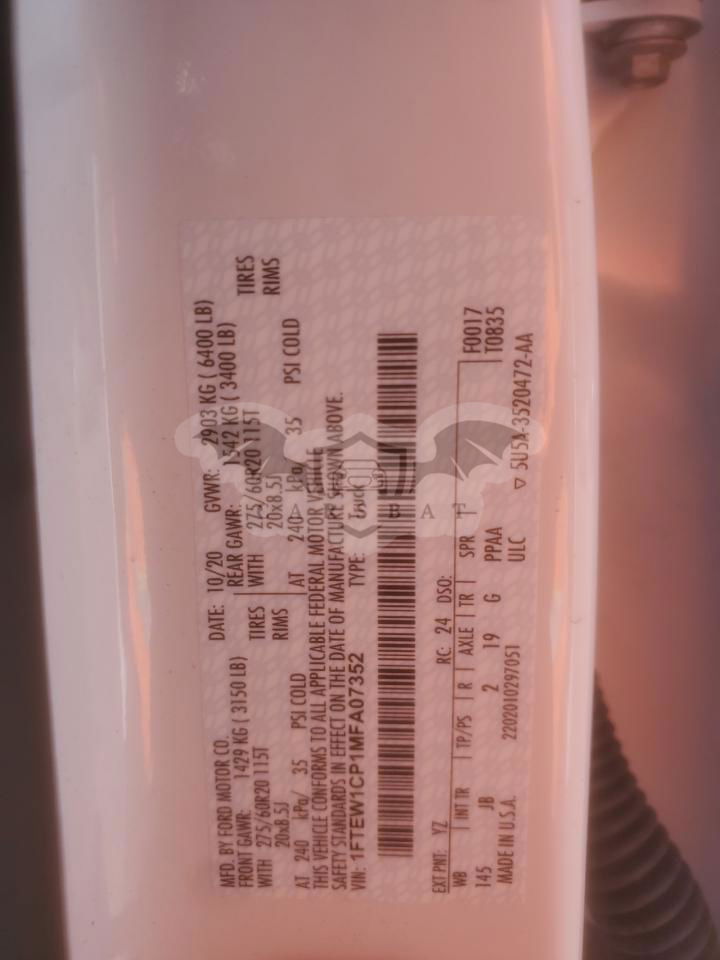 MFD. BY FORD MOTOR CO.
DATE: 10/20 GVWR: 2903 KG ( 6400 LB)
FRONT GAWR: 1429 KG ( 3150 LB)
REAR GAWR: 1542 KG ( 3400 LB)
WITH 275/60R20 115T TIRES
WITH 275/60R20 115T TIRES
20x8.5J RIMS
20x8.5J RIMS
AT 240 kPa/ 35 PSI COLD
AT 240 kPa/ 35 PSI COLD
THIS VEHICLE CONFORMS TO ALL APPLICABLE FEDERAL MOTOR VEHICLE
SAFETY STANDARDS IN EFFECT ON THE DATE OF MANUFACTURE SHOWN ABOVE.
VIN: 1FTEW1CP1MFA07352 TYPE: Truck
EXT PNT: YZ RC: 24 DSO: F0017
WB INT TR TP/PS R AXLE TR SPR T0835
145 JB 2 19 G PPAA
ULC
MADE IN U.S.A. 2202010297051
▽ 5U5A-3520472-AA
BAT